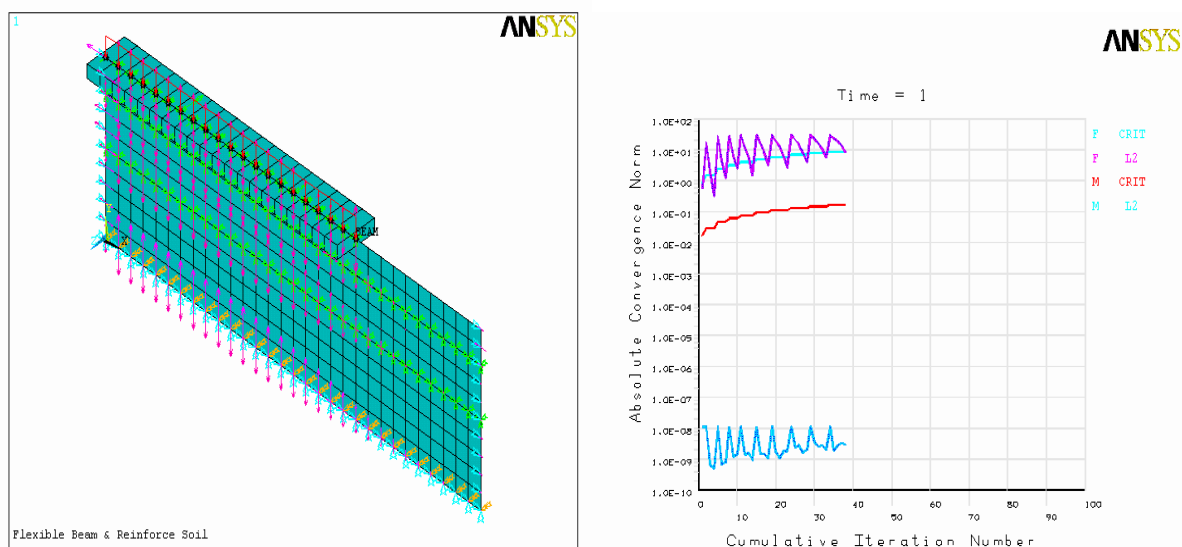 1
ANSYS
BEAM
Flexible Beam & Reinforce Soil
ANSYS
Time = 1
Absolute Convergence Norm
1.0E+02
1.0E+01
1.0E+00
1.0E-01
1.0E-02
1.0E-03
1.0E-04
1.0E-05
1.0E-06
1.0E-07
1.0E-08
1.0E-09
1.0E-10
F CRIT
F L2
M CRIT
M L2
0 20 40 60 80 100
10 30 50 70 90
Cumulative Iteration Number